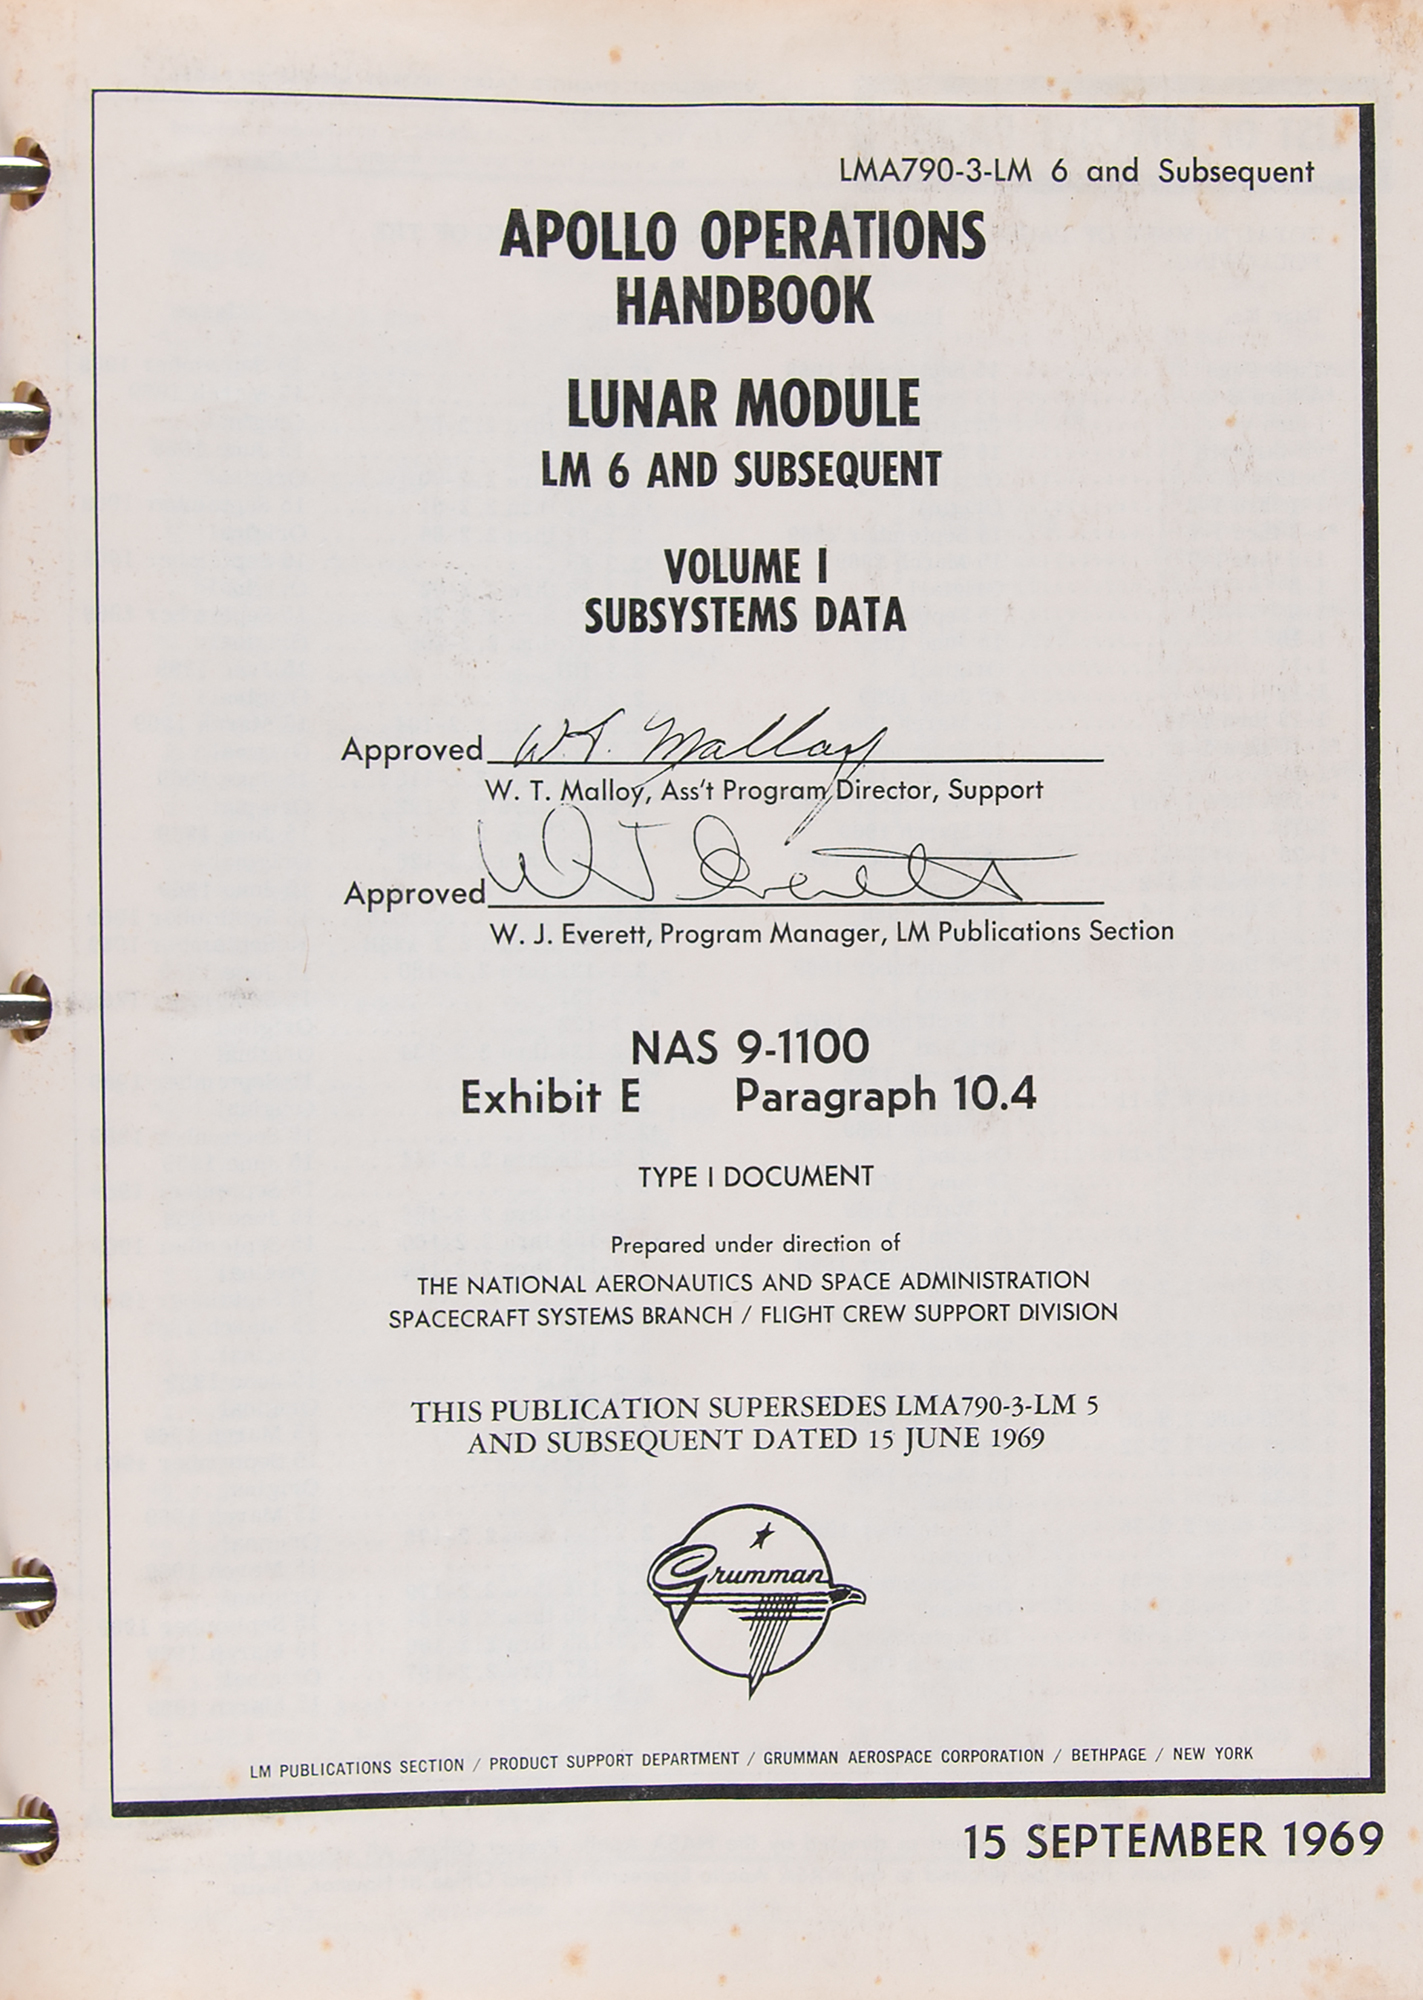 LMA790-3-LM 6 and Subsequent
APOLLO OPERATIONS
HANDBOOK
LUNAR MODULE
LM 6 AND SUBSEQUENT
VOLUME I
SUBSYSTEMS DATA
Approved W. T. Malloy
W. T. Malloy, Ass't Program Director, Support
Approved W J Everett
W. J. Everett, Program Manager, LM Publications Section
NAS 9-1100
Exhibit E Paragraph 10.4
TYPE I DOCUMENT
Prepared under direction of
THE NATIONAL AERONAUTICS AND SPACE ADMINISTRATION
SPACECRAFT SYSTEMS BRANCH / FLIGHT CREW SUPPORT DIVISION
THIS PUBLICATION SUPERSEDES LMA790-3-LM 5
AND SUBSEQUENT DATED 15 JUNE 1969
Grumman
LM PUBLICATIONS SECTION / PRODUCT SUPPORT DEPARTMENT / GRUMMAN AEROSPACE CORPORATION / BETHPAGE / NEW YORK
15 SEPTEMBER 1969